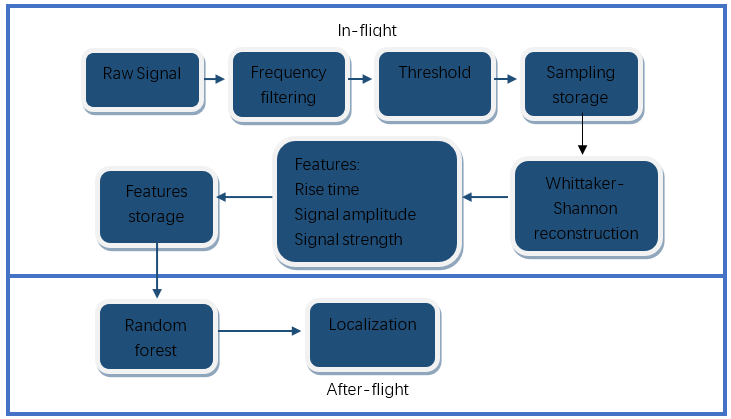 In-flight
Raw Signal
Frequency
filtering
Threshold
Sampling
storage
Features
storage
Features:
Rise time
Signal amplitude
Signal strength
Whittaker-
Shannon
reconstruction
Random
forest
Localization
After-flight